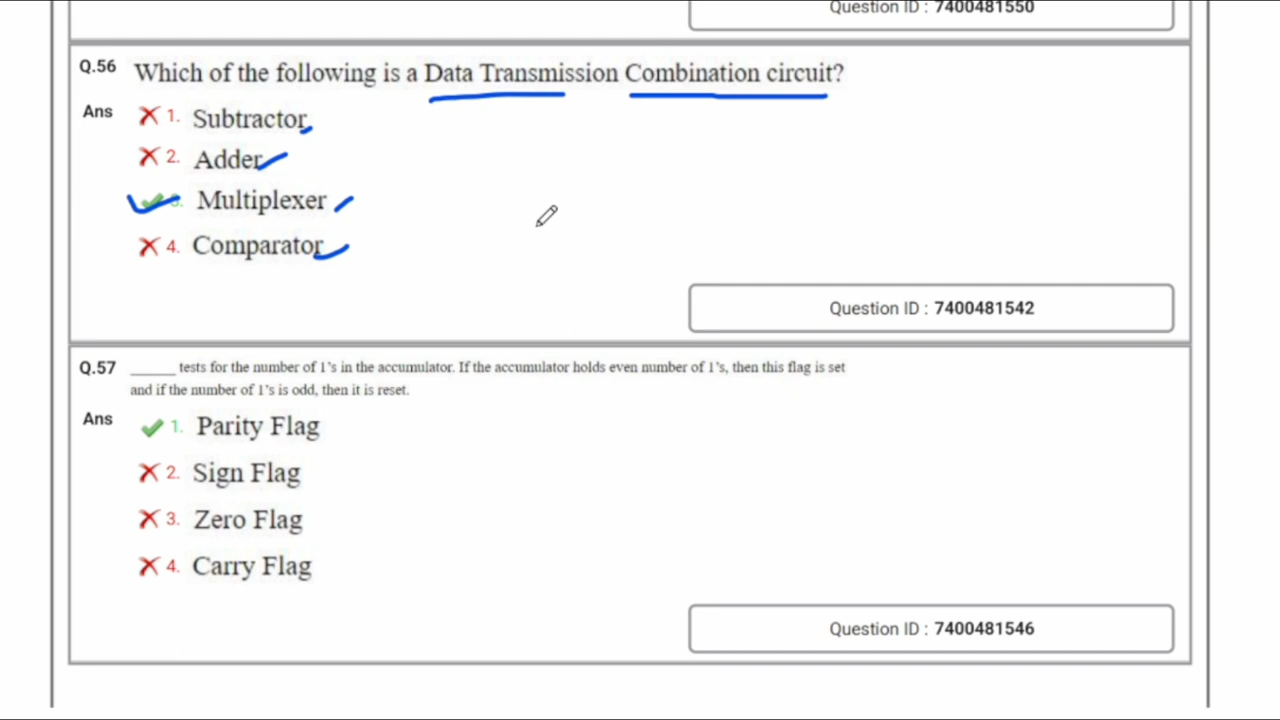 Question ID : 7400481550
Q.56 Which of the following is a Data Transmission Combination circuit?
Ans 1. Subtractor
2. Adder
3. Multiplexer
4. Comparator
Question ID : 7400481542
Q.57 ______ tests for the number of 1's in the accumulator. If the accumulator holds even number of 1's, then this flag is set
and if the number of 1's is odd, then it is reset.
Ans 1. Parity Flag
2. Sign Flag
3. Zero Flag
4. Carry Flag
Question ID : 7400481546